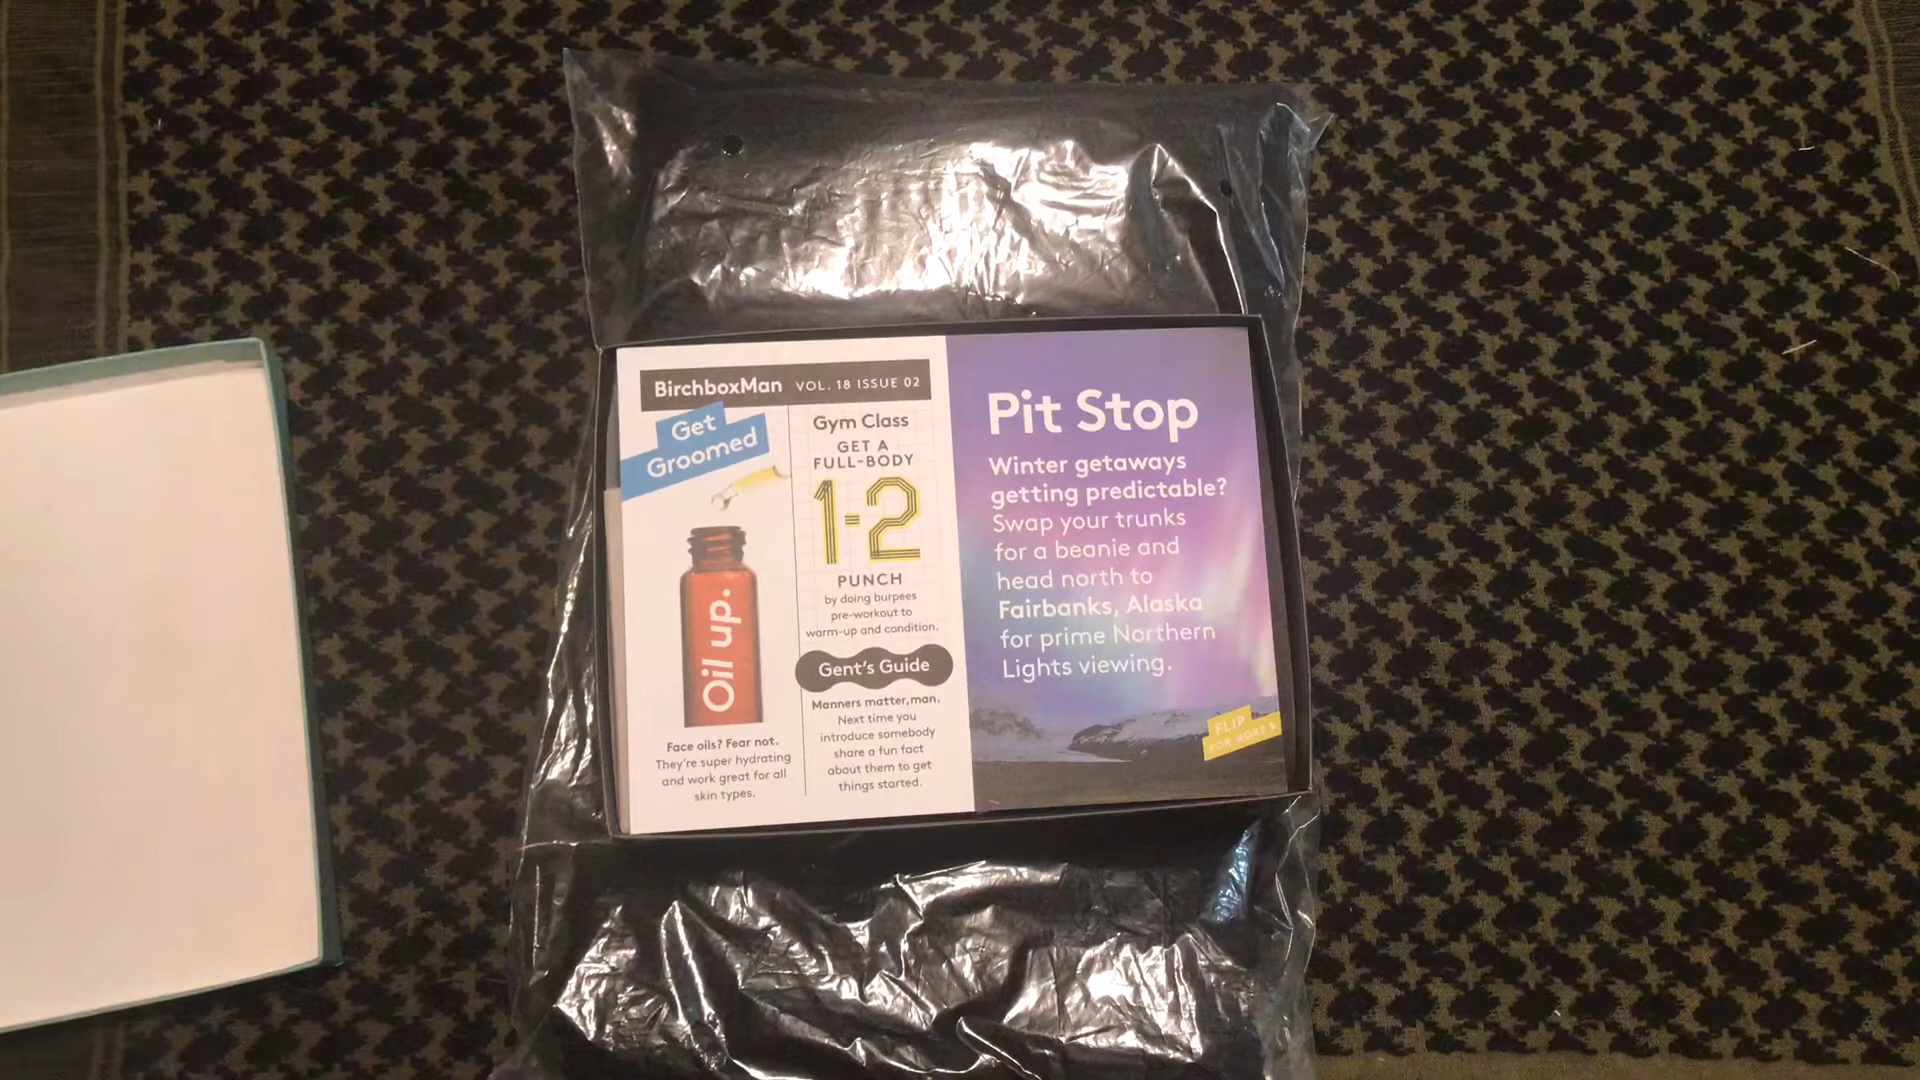 BirchboxMan VOL. 18 ISSUE 02
Get
Groomed
Oil up.
Face oils? Fear not.
They're super hydrating
and work great for all
skin types.
Gym Class
GET A
FULL-BODY
1-2
PUNCH
by doing burpees
pre-workout to
warm-up and condition.
Gent's Guide
Manners matter, man.
Next time you
introduce somebody
share a fun fact
about them to get
things started.
Pit Stop
Winter getaways
getting predictable?
Swap your trunks
for a beanie and
head north to
Fairbanks, Alaska
for prime Northern
Lights viewing.
FLIP
FOR MORE